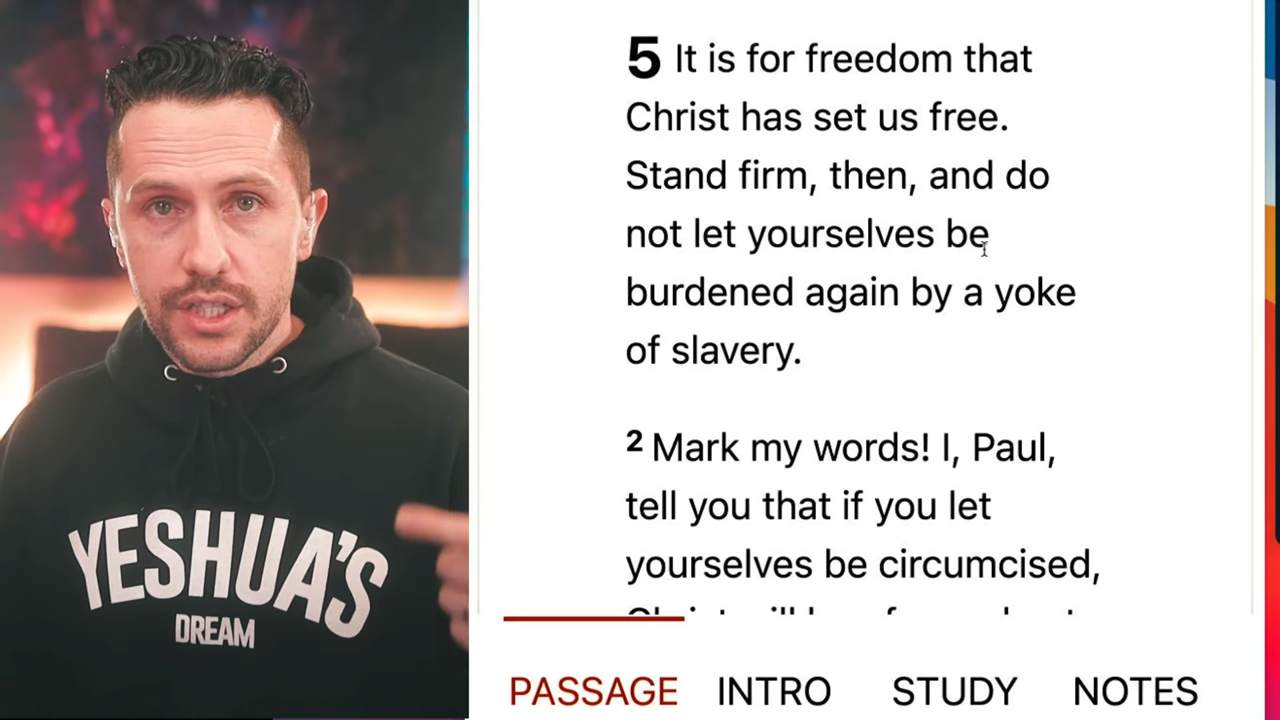 YESHUA'S
DREAM
5 It is for freedom that
Christ has set us free.
Stand firm, then, and do
not let yourselves be
burdened again by a yoke
of slavery.
2 Mark my words! I, Paul,
tell you that if you let
yourselves be circumcised,
PASSAGE INTRO STUDY NOTES